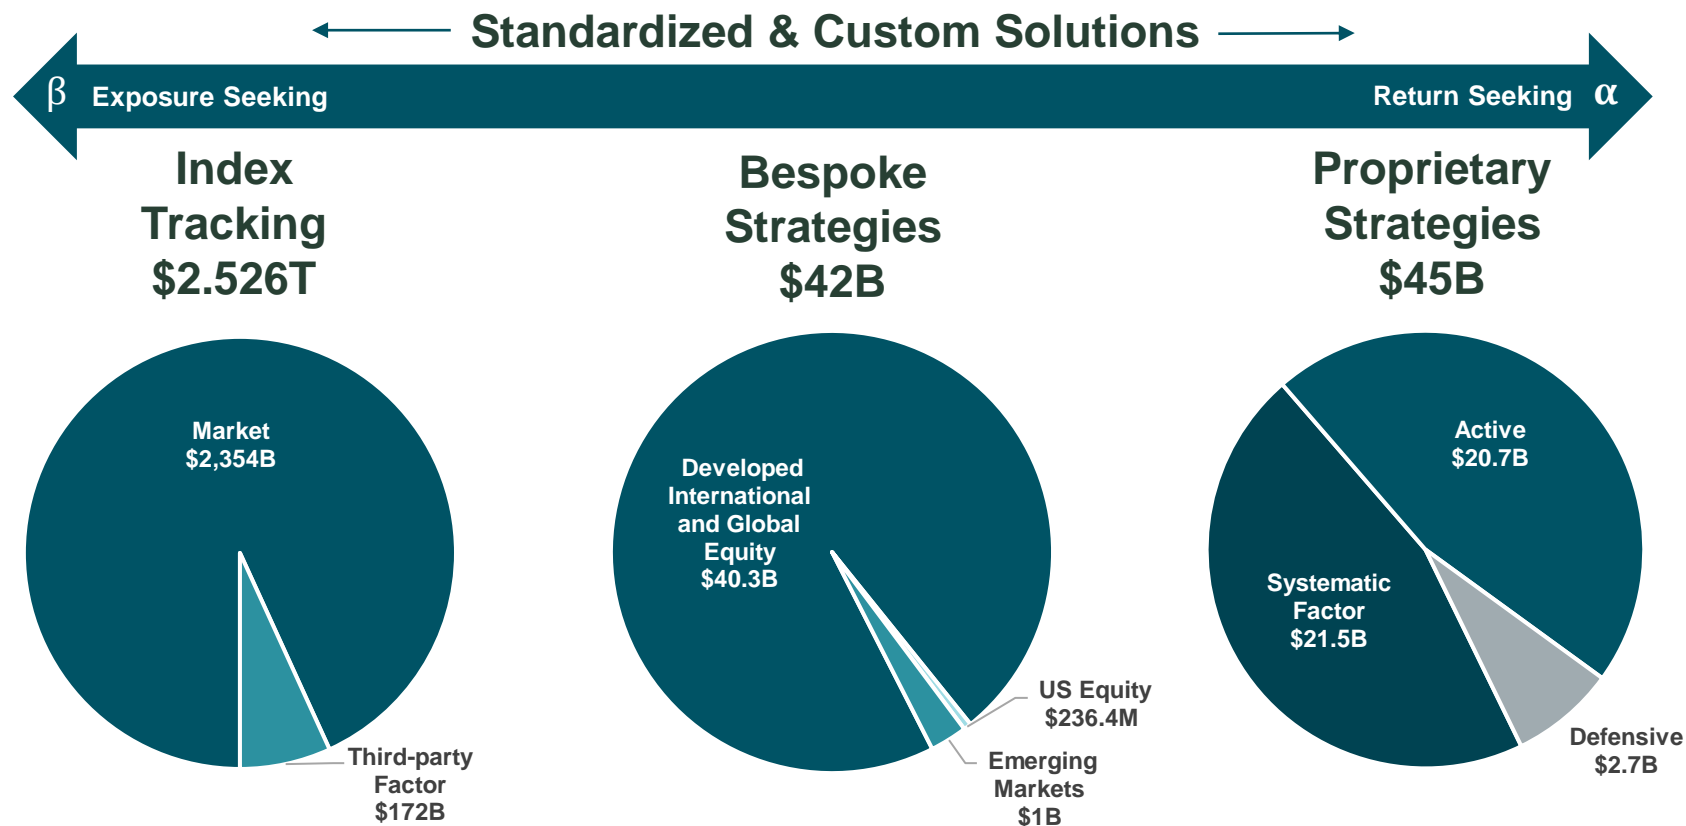 Standardized & Custom Solutions
β Exposure Seeking
Return Seeking α
Index
Tracking
$2.526T
Bespoke
Strategies
$42B
Proprietary
Strategies
$45B
Market
$2,354B
Third-party
Factor
$172B
Developed
International
and Global
Equity
$40.3B
US Equity
$236.4M
Emerging
Markets
$1B
Active
$20.7B
Systematic
Factor
$21.5B
Defensive
$2.7B